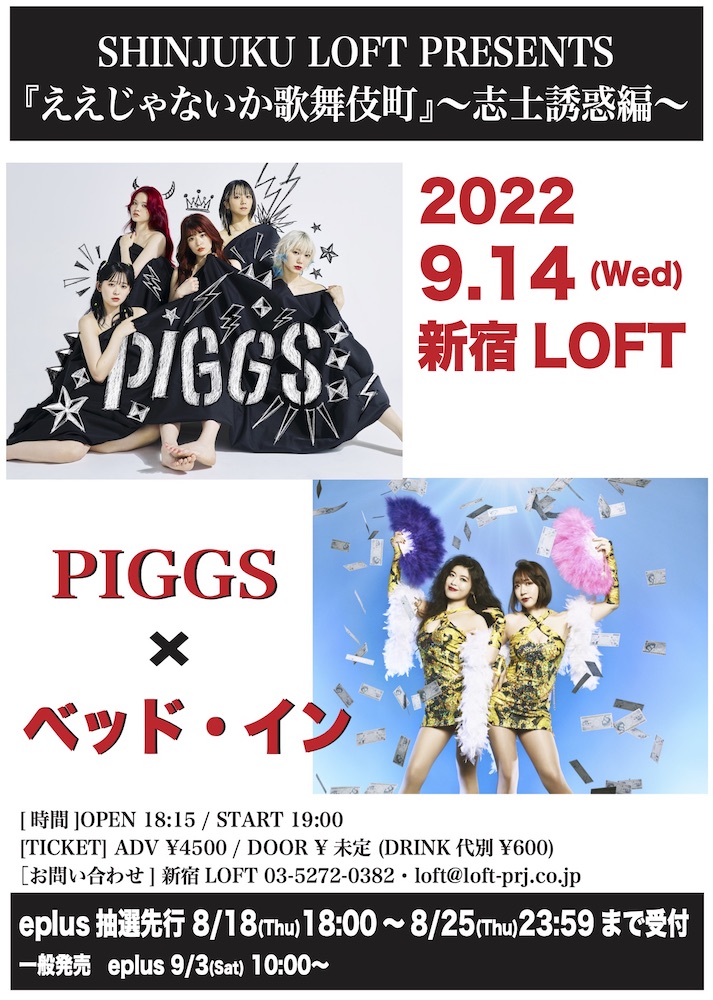 SHINJUKU LOFT PRESENTS
『ええじゃないか歌舞伎町』〜志士誘惑編〜
2022
9.14 (Wed)
新宿 LOFT
PIGGS
PIGGS
×
ベッド・イン
[ 時間 ]OPEN 18:15 / START 19:00
[TICKET] ADV ¥4500 / DOOR ¥ 未定 (DRINK 代別 ¥600)
[お問い合わせ ] 新宿 LOFT 03-5272-0382・loft@loft-prj.co.jp
eplus 抽選先行 8/18(Thu)18:00 〜 8/25(Thu)23:59 まで受付
一般発売 eplus 9/3(Sat) 10:00〜